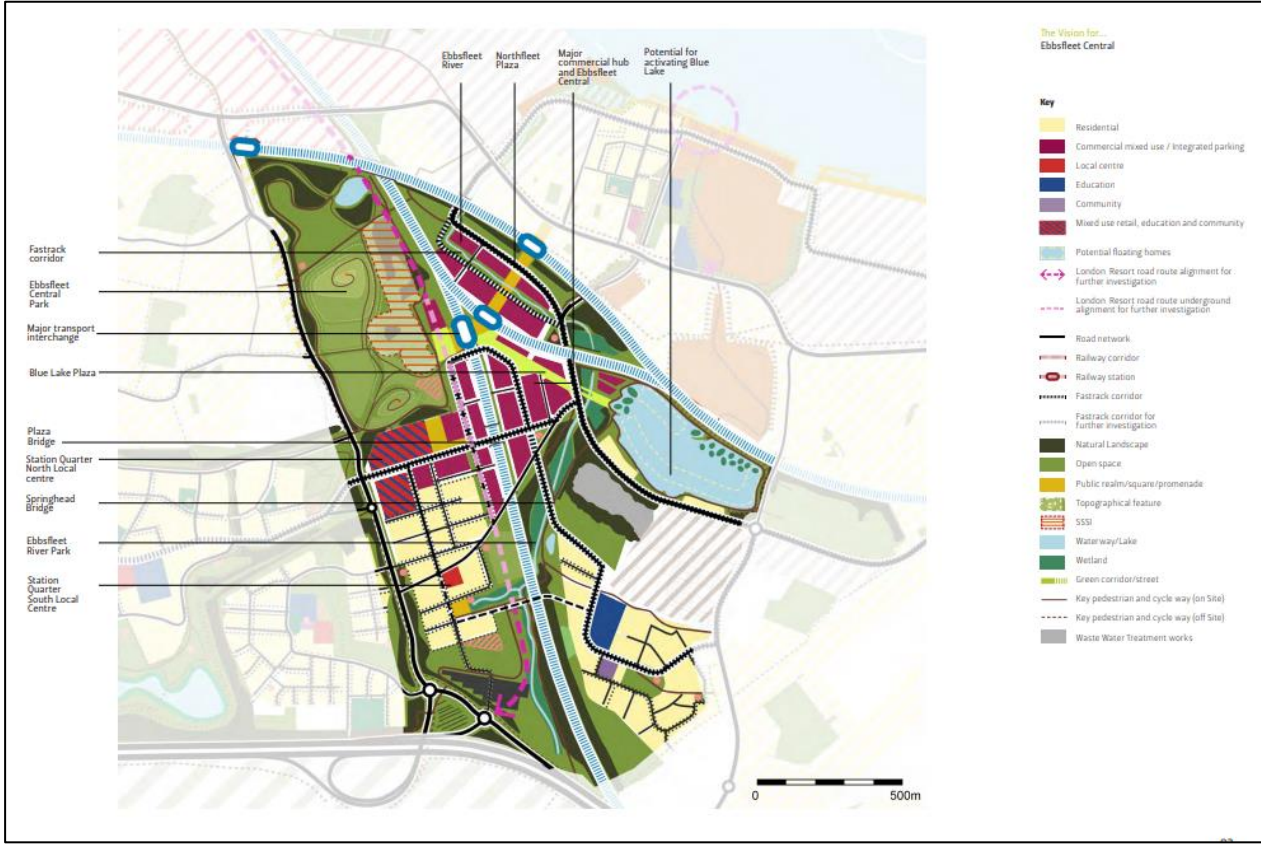 Ebbsfleet
River
Northfleet
Plaza
Major
commercial hub
and Ebbsfleet
Central
Potential for
activating Blue
Lake
Fastrack
corridor
Ebbsfleet
Central
Park
Major transport
interchange
Blue Lake Plaza
Plaza
Bridge
Station Quarter
North Local
centre
Springhead
Bridge
Ebbsfleet
River Park
Station
Quarter
South Local
Centre
0
500m
The Vision for...
Ebbsfleet Central
Key
Residential
Commercial mixed use / Integrated parking
Local centre
Education
Community
Mixed use retail, education and community
Potential floating homes
London Resort road route alignment for
further investigation
London Resort road route underground
alignment for further investigation
Road network
Railway corridor
Railway station
Fastrack corridor
Fastrack corridor for
further investigation
Natural Landscape
Open space
Public realm/square/promenade
Topographical feature
SSSI
Waterway/Lake
Wetland
Green corridor/street
Key pedestrian and cycle way (on Site)
Key pedestrian and cycle way (off Site)
Waste Water Treatment works